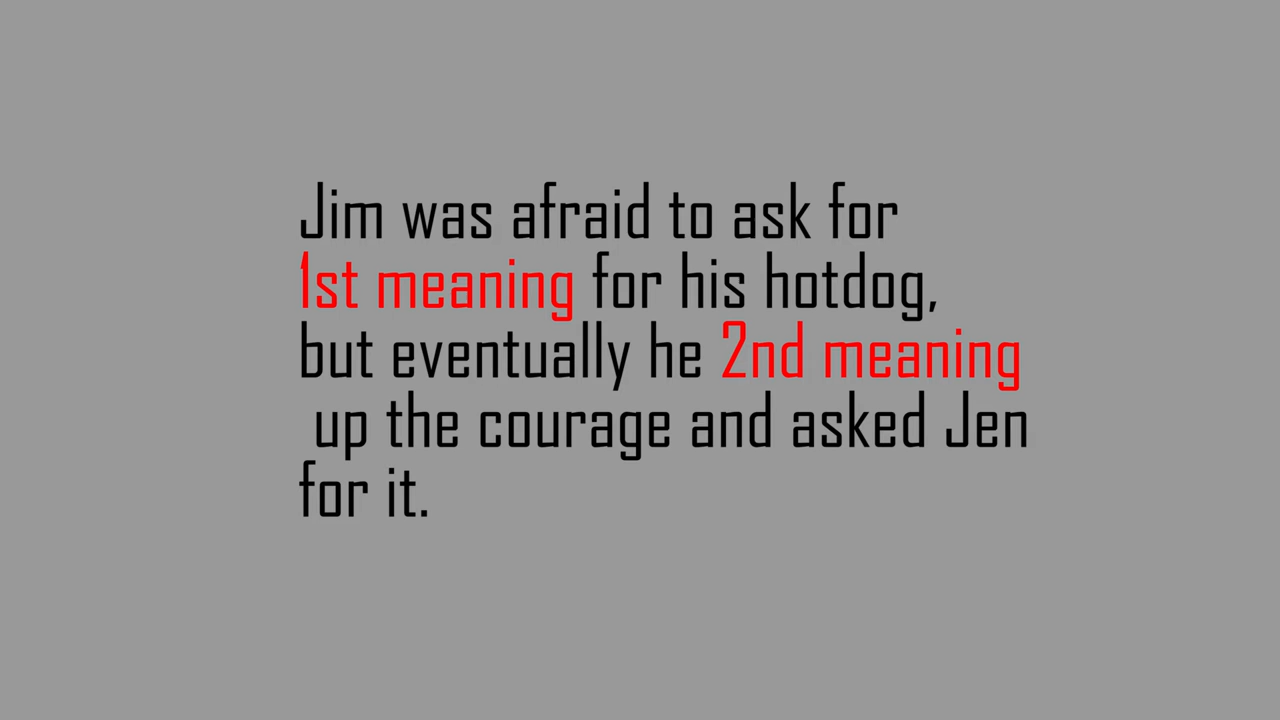 Jim was afraid to ask for
1st meaning for his hotdog,
but eventually he 2nd meaning
up the courage and asked Jen
for it.